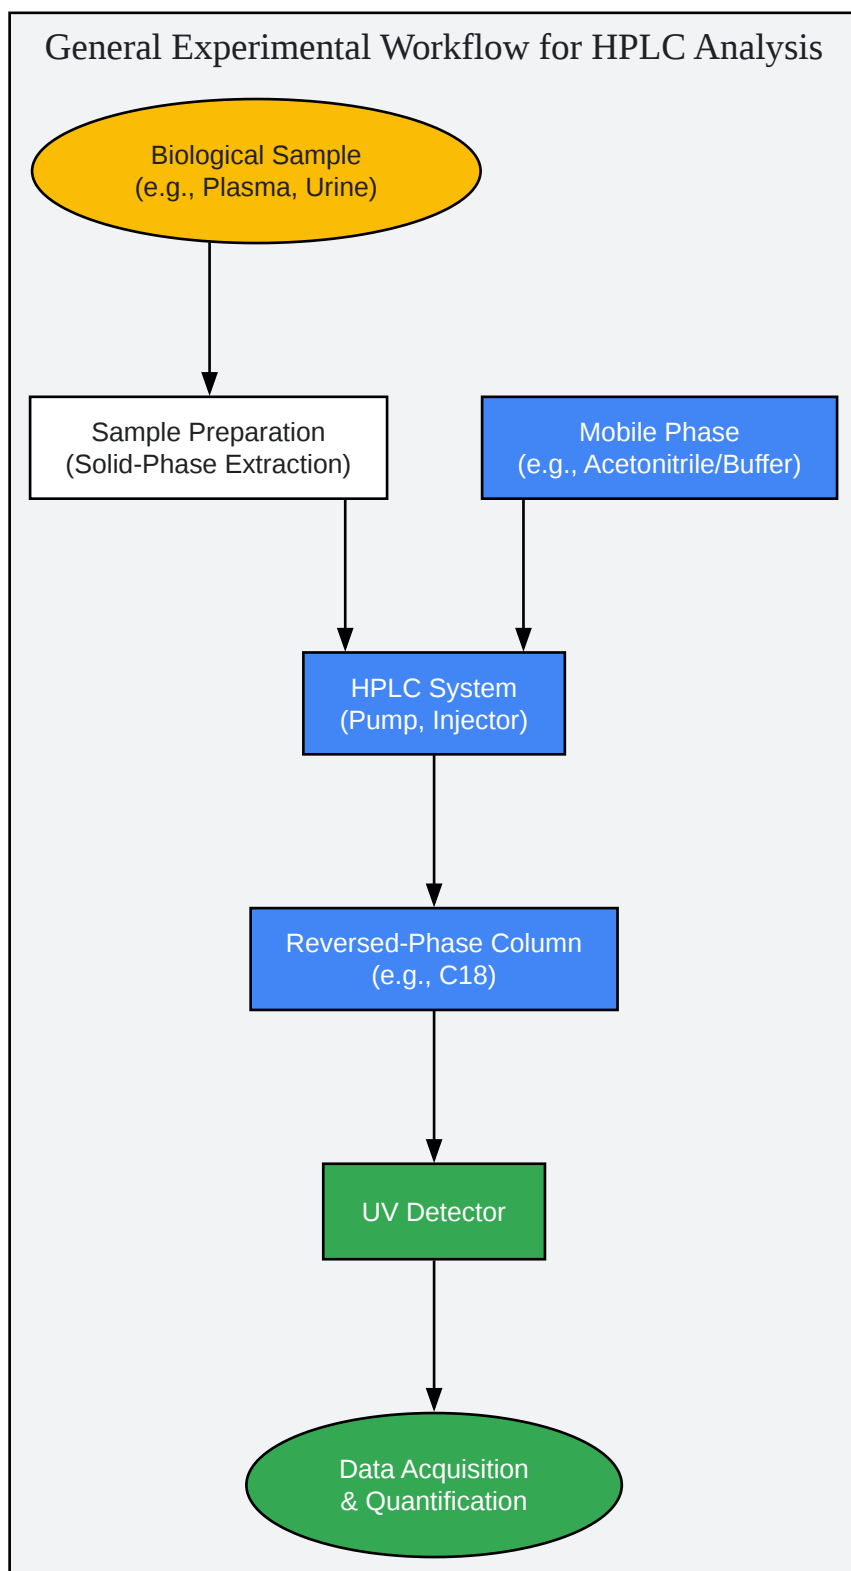 General Experimental Workflow for HPLC Analysis
Biological Sample
(e.g., Plasma, Urine)
Sample Preparation
(Solid-Phase Extraction)
Mobile Phase
(e.g., Acetonitrile/Buffer)
HPLC System
(Pump, Injector)
Reversed-Phase Column
(e.g., C18)
UV Detector
Data Acquisition
& Quantification